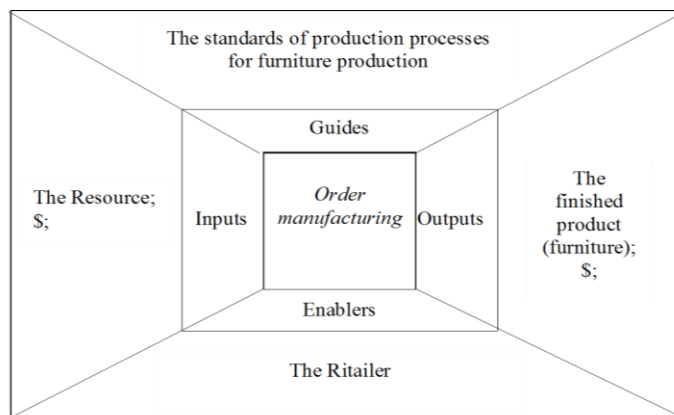 The standards of production processes
for furniture production
Guides
The Resource;
$;
Inputs
Order
manufacturing
Outputs
The
finished
product
(furniture);
$;
Enablers
The Ritailer